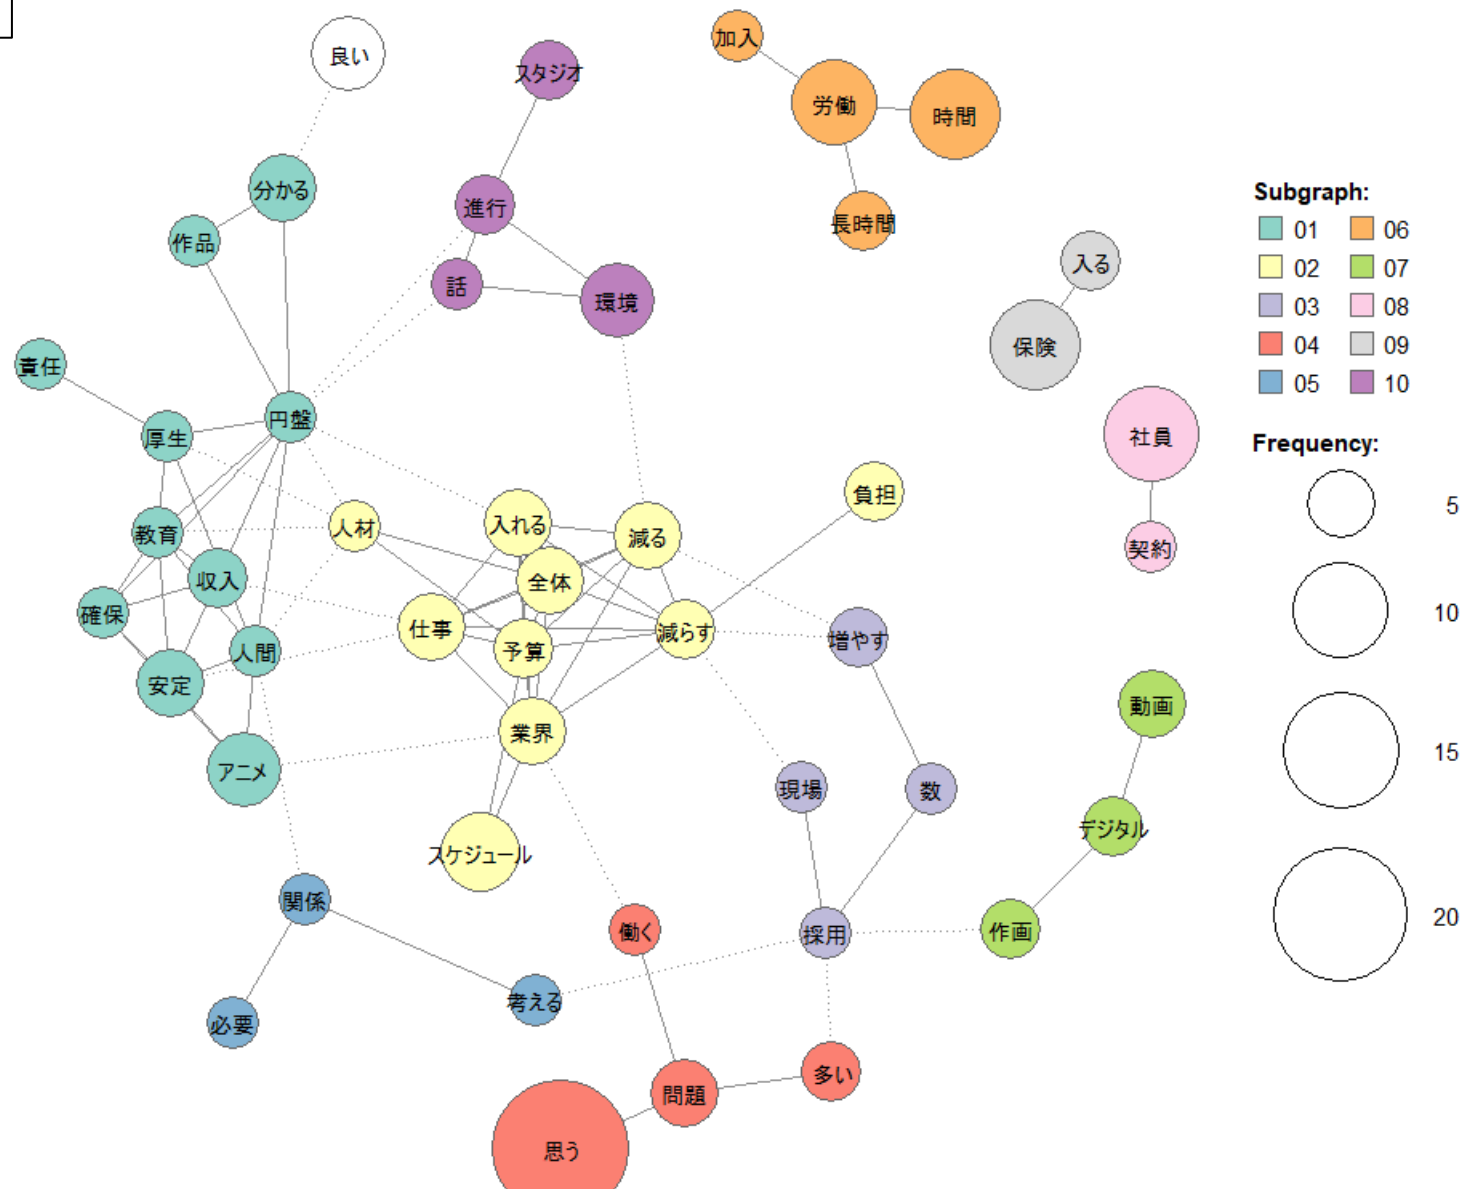 良い
スタジオ
加入
労働
時間
長時間
分かる
作品
進行
話
環境
入る
保険
責任
厚生
円盤
社員
契約
教育
人材
入れる
減る
負担
収入
全体
確保
仕事
予算
減らす
増やす
人間
安定
業界
アニメ
現場
数
動画
デジタル
スケジュール
関係
働く
採用
作画
必要
考える
問題
多い
思う
Subgraph:
01 06
02 07
03 08
04 09
05 10
Frequency:
5
10
15
20